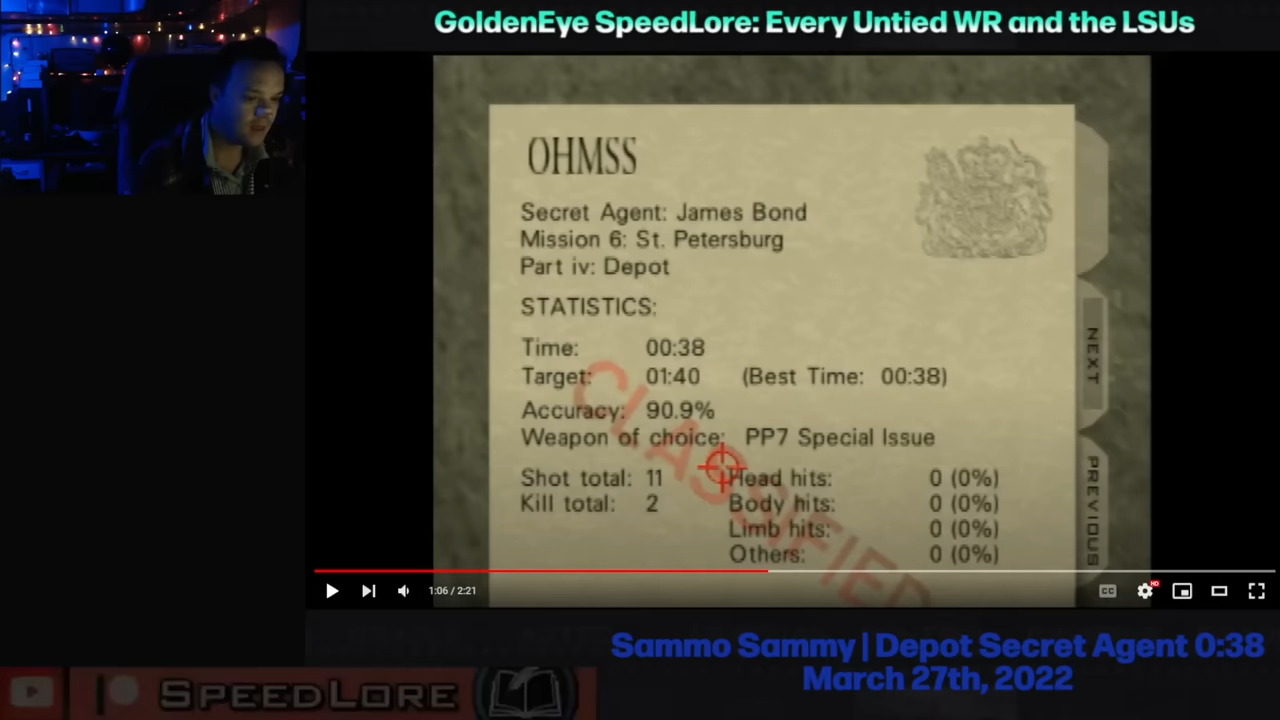 GoldenEye SpeedLore: Every Untied WR and the LSUs
OHMSS
Secret Agent: James Bond
Mission 6: St. Petersburg
Part iv: Depot
STATISTICS:
Time: 00:38
Target: 01:40 (Best Time: 00:38)
Accuracy: 90.9%
Weapon of choice: PP7 Special Issue
Shot total: 11 Head hits: 0 (0%)
Kill total: 2 Body hits: 0 (0%)
Limb hits: 0 (0%)
Others: 0 (0%)
CLASSIFIED
NEXT
PREVIOUS
1:06 / 2:21
CC
HD
Sammo Sammy | Depot Secret Agent 0:38
March 27th, 2022
SPEEDLORE